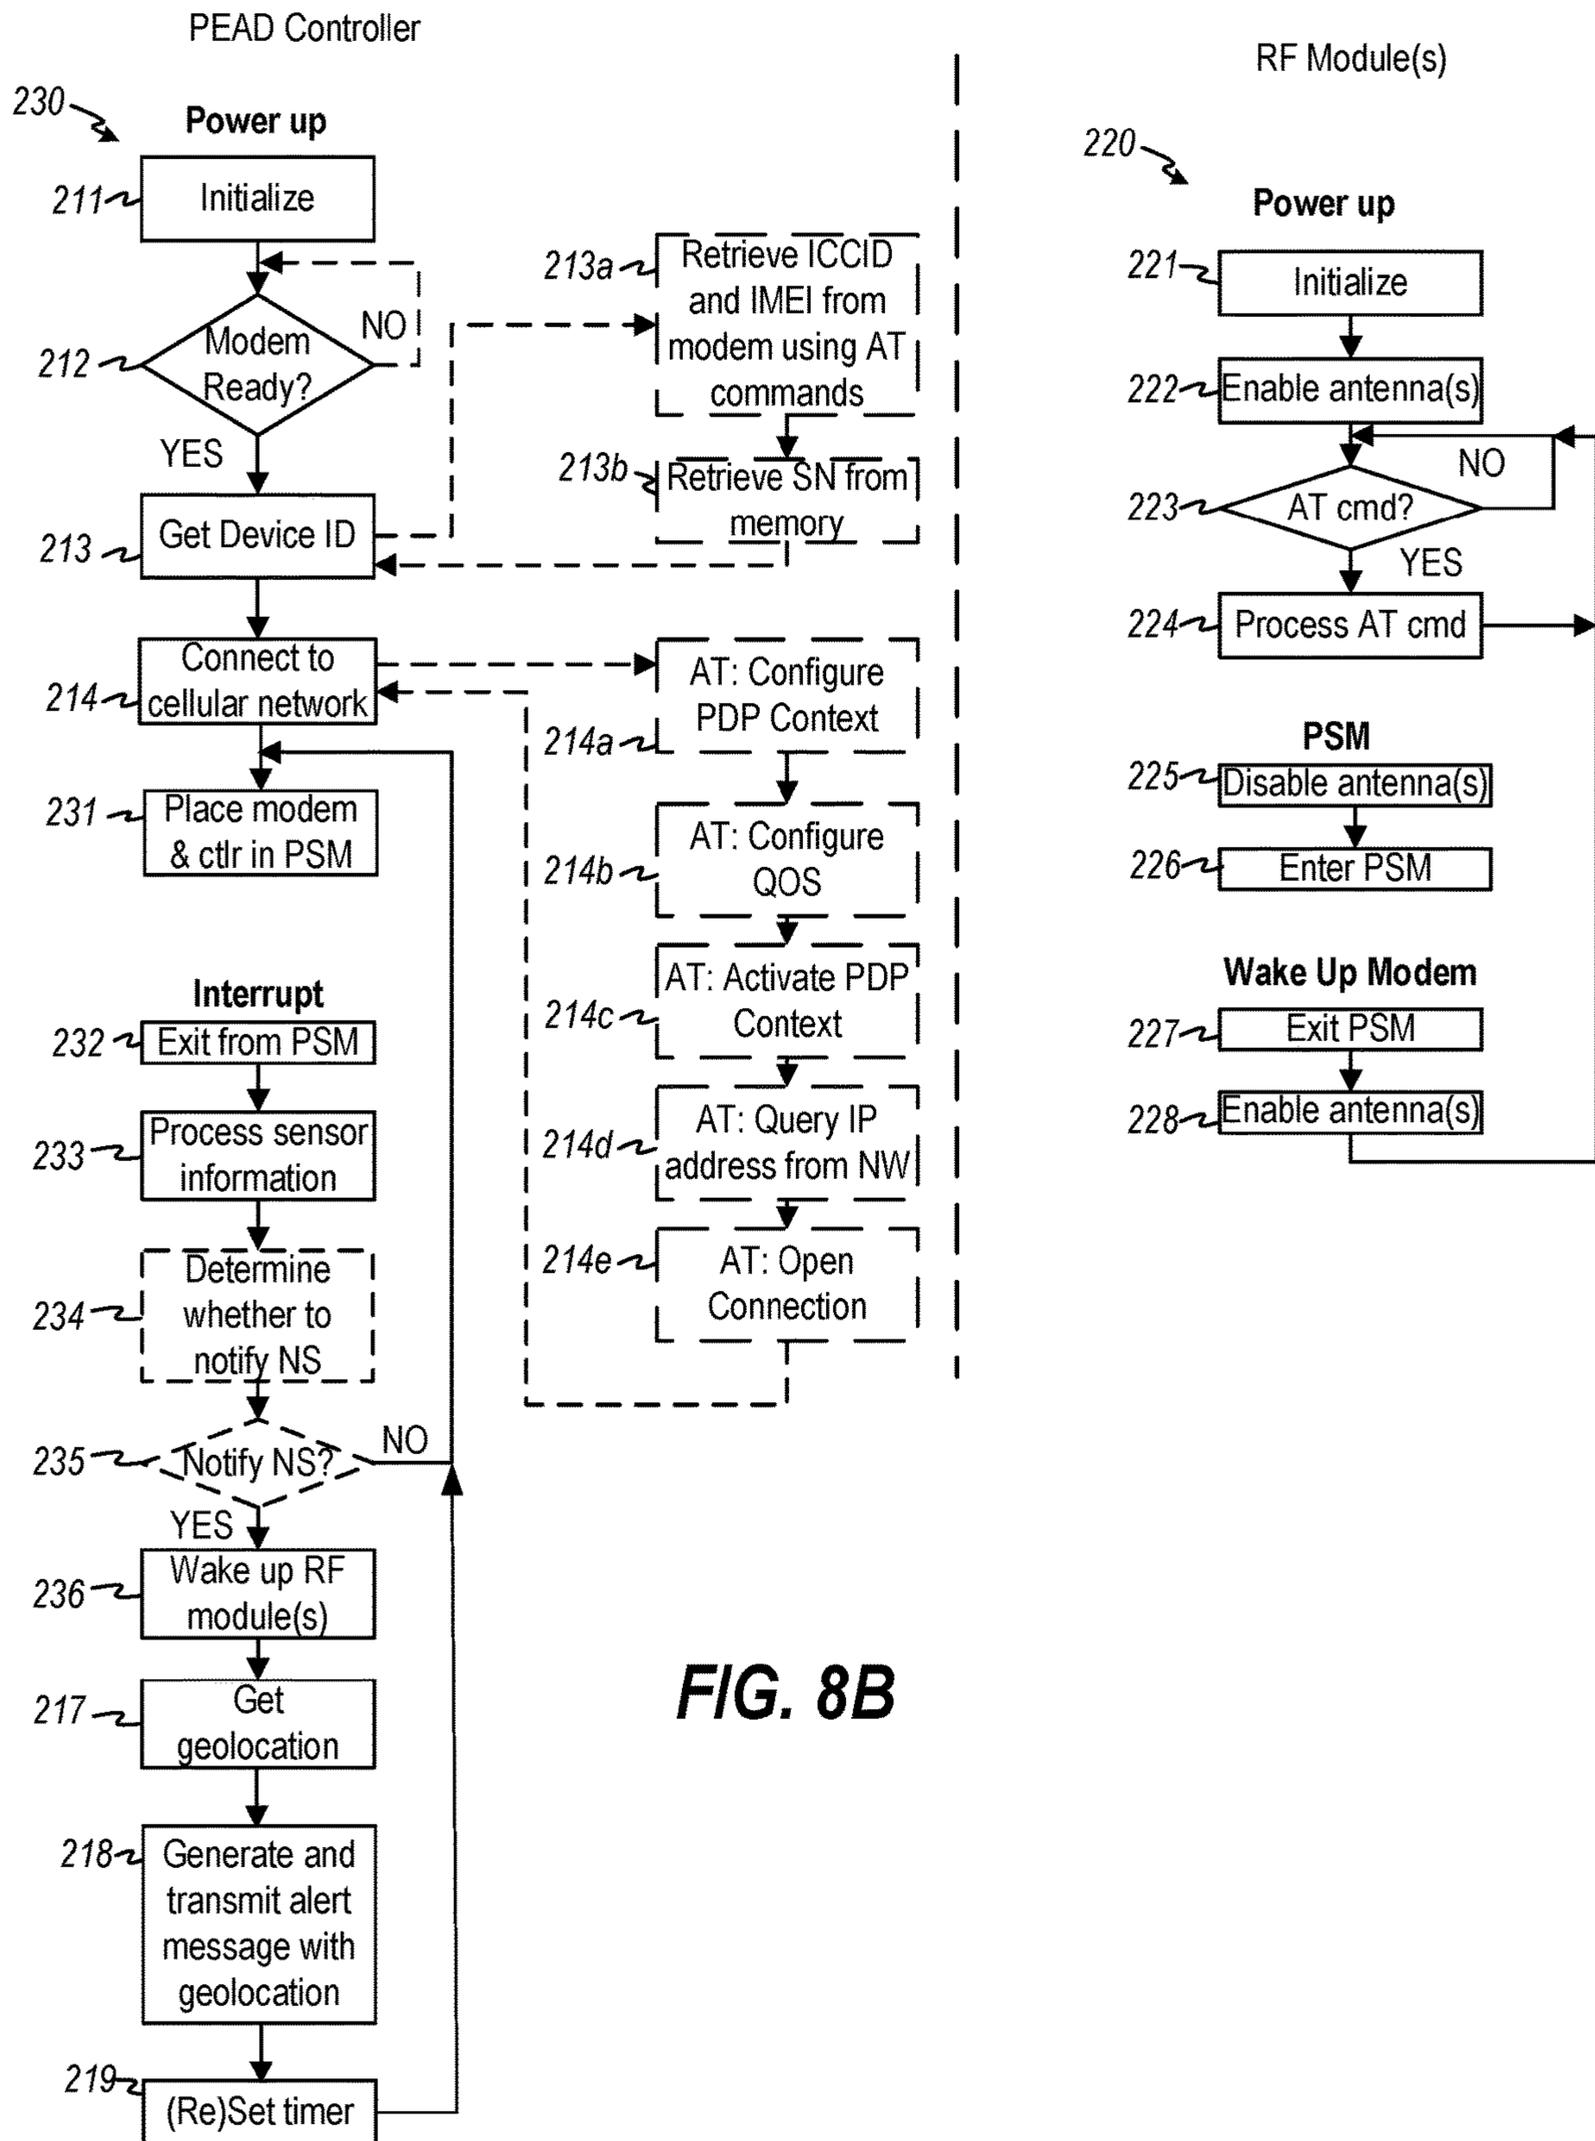 PEAD Controller
230
Power up
211
Initialize
212
Modem
Ready?
NO
YES
213
Get Device ID
213a
Retrieve ICCID
and IMEI from
modem using AT
commands
213b
Retrieve SN from
memory
214
Connect to
cellular network
214a
AT: Configure
PDP Context
214b
AT: Configure
QOS
214c
AT: Activate PDP
Context
214d
AT: Query IP
address from NW
214e
AT: Open
Connection
231
Place modem
& ctlr in PSM
Interrupt
232
Exit from PSM
233
Process sensor
information
234
Determine
whether to
notify NS
235
Notify NS?
NO
YES
236
Wake up RF
module(s)
217
Get
geolocation
218
Generate and
transmit alert
message with
geolocation
219
(Re)Set timer
RF Module(s)
220
Power up
221
Initialize
222
Enable antenna(s)
223
AT cmd?
NO
YES
224
Process AT cmd
PSM
225
Disable antenna(s)
226
Enter PSM
Wake Up Modem
227
Exit PSM
228
Enable antenna(s)
FIG. 8B